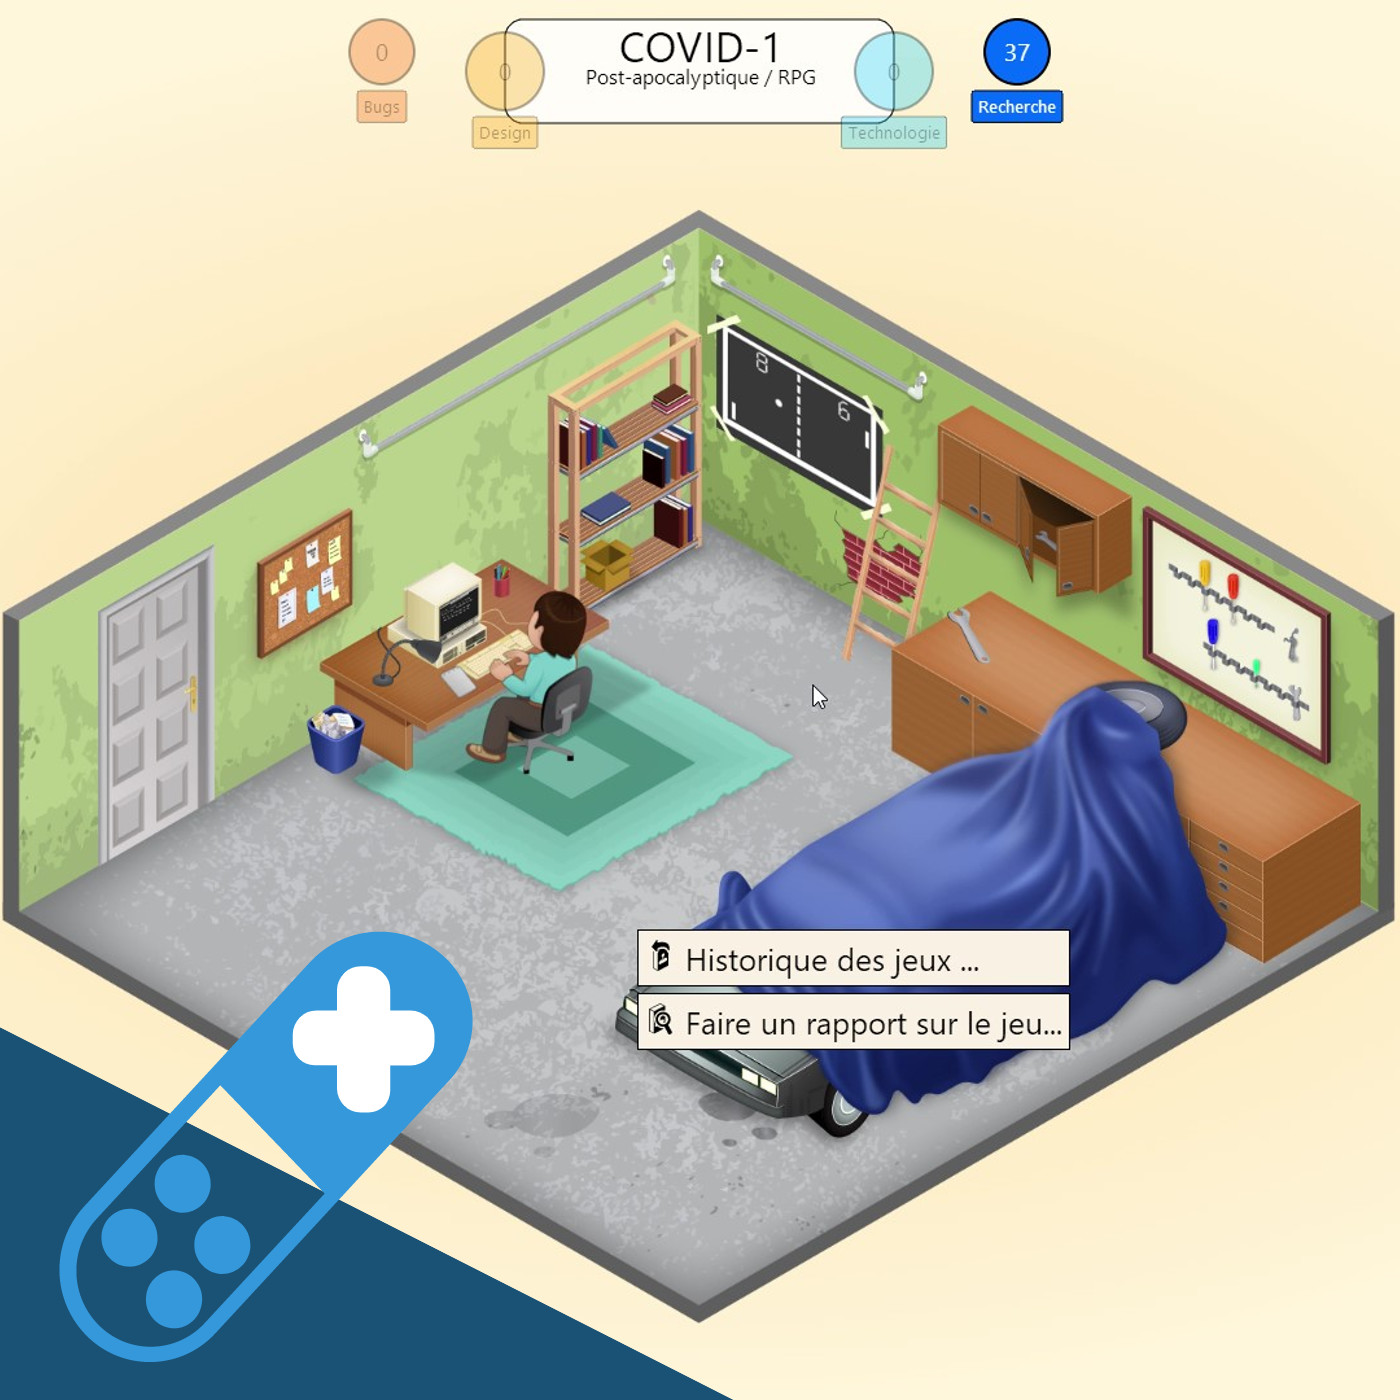 0
Bugs
0
Design
COVID-1
Post-apocalyptique / RPG
0
Technologie
37
Recherche
8
6
Historique des jeux ...
Faire un rapport sur le jeu...